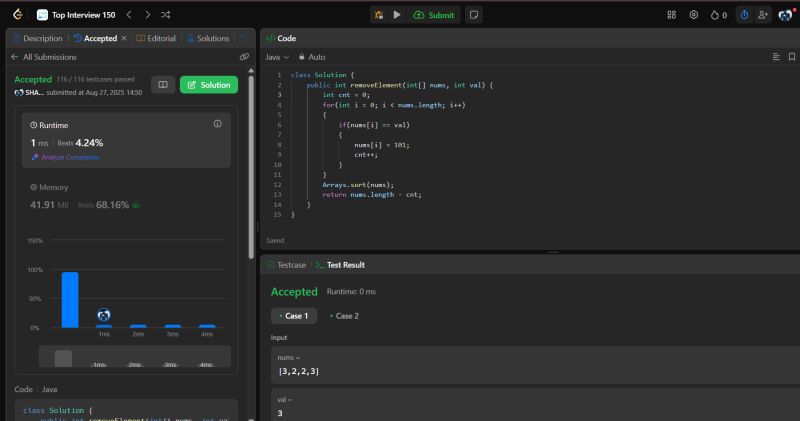 Top Interview 150
Submit
0
Description | Accepted × | Editorial | Solutions
← All Submissions
Accepted 116 / 116 testcases passed
SHA... submitted at Aug 27, 2025 14:50
Solution
Runtime
1 ms | Beats 4.24%
Analyze Complexity
Memory
41.91 MB | Beats 68.16%
150%
100%
50%
0%
1ms 2ms 3ms 4ms
1ms 2ms 3ms 4ms
Code | Java
class Solution {
public int removeElement(int[] nums, int va
</> Code
Java Auto
1 class Solution {
2 public int removeElement(int[] nums, int val) {
3 int cnt = 0;
4 for(int i = 0; i < nums.length; i++)
5 {
6 if(nums[i] == val)
7 {
8 nums[i] = 101;
9 cnt++;
10 }
11 }
12 Arrays.sort(nums);
13 return nums.length - cnt;
14 }
15 }
Saved
Testcase | >_ Test Result
Accepted Runtime: 0 ms
• Case 1 • Case 2
Input
nums =
[3,2,2,3]
val =
3